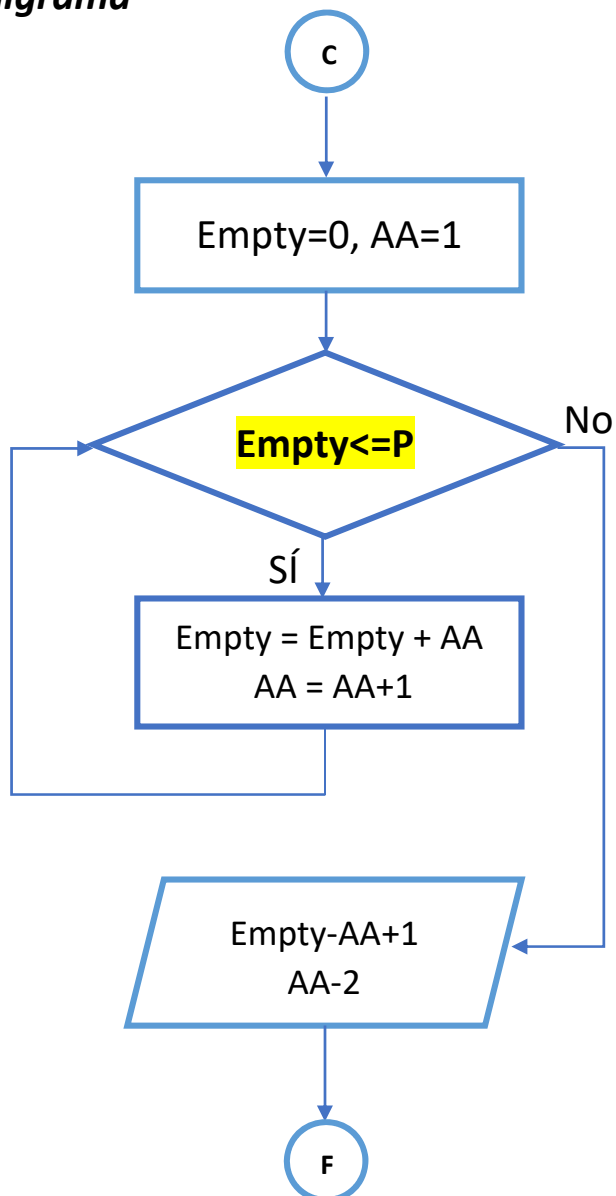 C
Empty=0, AA=1
Empty<=P
No
SÍ
Empty = Empty + AA
AA = AA+1
Empty-AA+1
AA-2
F